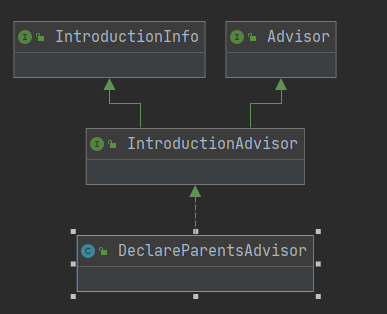 IntroductionInfo
Advisor
IntroductionAdvisor
DeclareParentsAdvisor